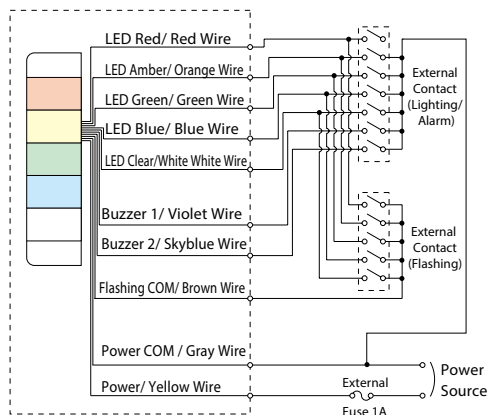 LED Red/ Red Wire
LED Amber/ Orange Wire
LED Green/ Green Wire
LED Blue/ Blue Wire
LED Clear/White White Wire
Buzzer 1/ Violet Wire
Buzzer 2/ Skyblue Wire
Flashing COM/ Brown Wire
Power COM / Gray Wire
Power/ Yellow Wire
External
Contact
(Lighting/
Alarm)
External
Contact
(Flashing)
External
Fuse 1A
Power
Source